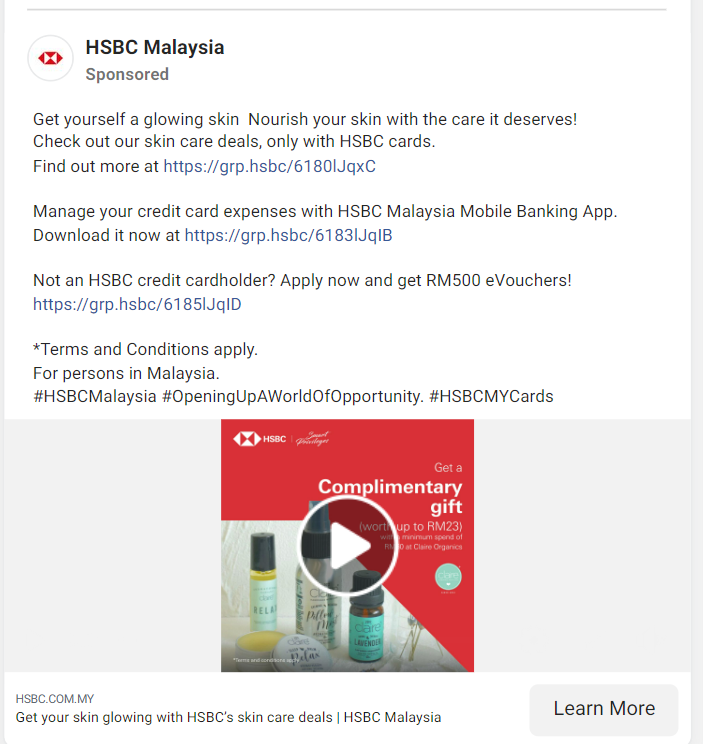 HSBC Malaysia
Sponsored
Get yourself a glowing skin  Nourish your skin with the care it deserves!
Check out our skin care deals, only with HSBC cards.
Find out more at https://grp.hsbc/6180lJqxC
Manage your credit card expenses with HSBC Malaysia Mobile Banking App.
Download it now at https://grp.hsbc/6183lJqIB
Not an HSBC credit cardholder? Apply now and get RM500 eVouchers!
https://grp.hsbc/6185lJqID
*Terms and Conditions apply.
For persons in Malaysia.
#HSBCMalaysia #OpeningUpAWorldOfOpportunity. #HSBCMYCards
HSBC | Smart Privileges
Get a
Complimentary
gift
(worth up to RM23)
with a minimum spend of
at Claire Organics
claire
RELAX
Pillow
Mist
claire
LAVENDER
Relax
*Terms and conditions apply
HSBC.COM.MY
Get your skin glowing with HSBC's skin care deals | HSBC Malaysia
Learn More